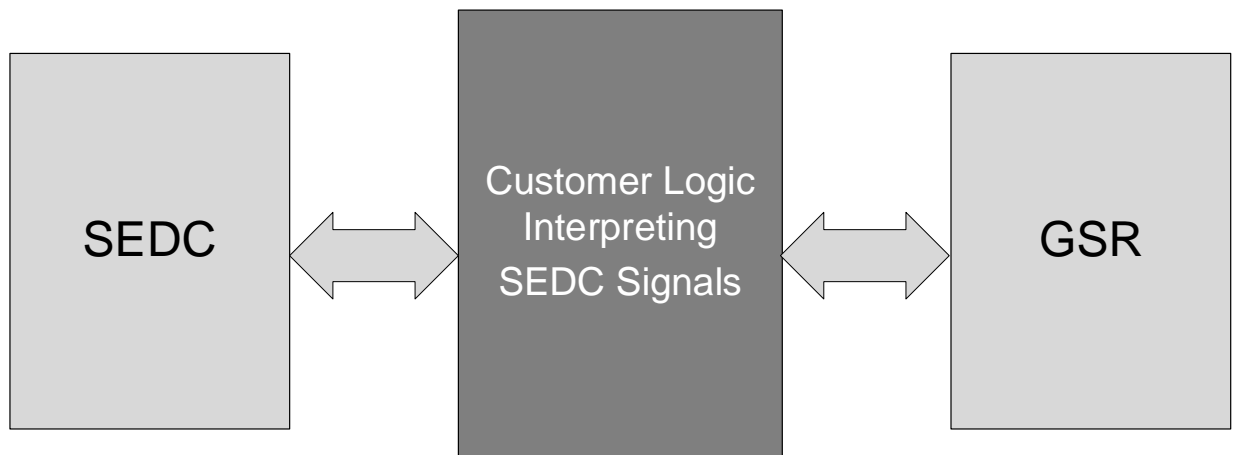 SEDC
Customer Logic
Interpreting
SEDC Signals
GSR